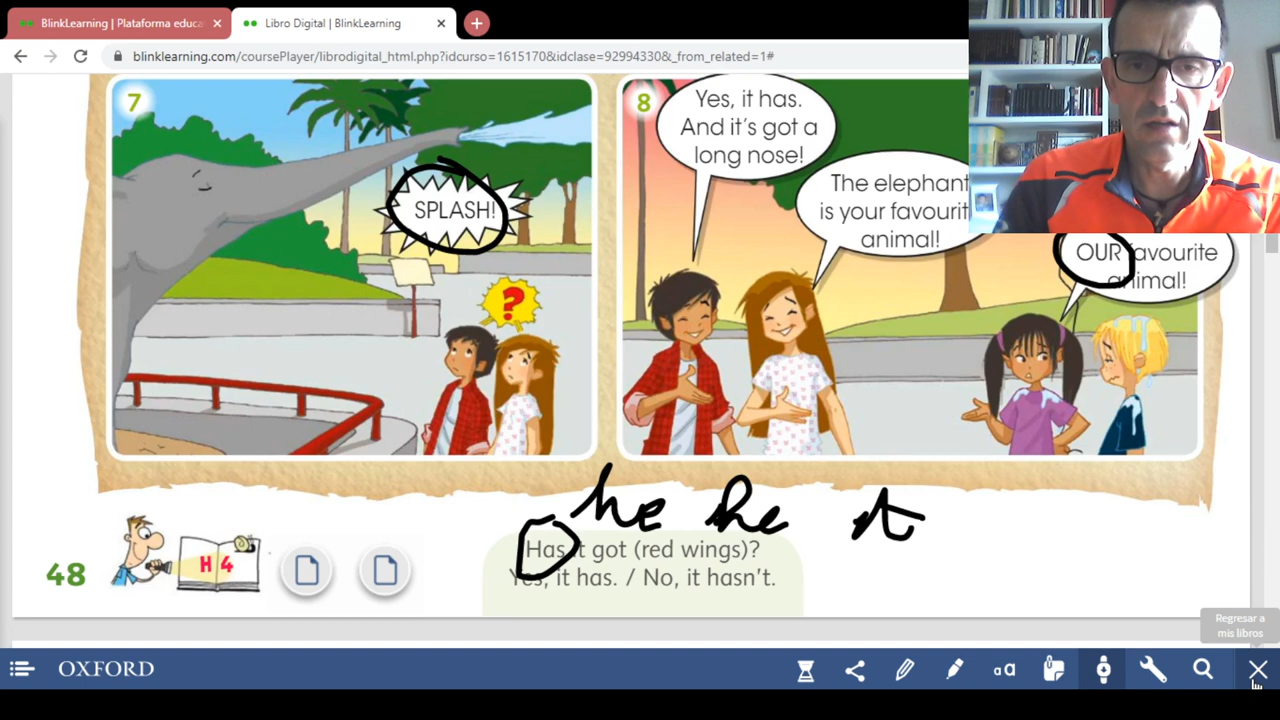 BlinkLearning | Plataforma educa
Libro Digital | BlinkLearning
blinklearning.com/coursePlayer/librodigital_html.php?idcurso=1615170&idclase=92994330&_from_related=1#
7
SPLASH!
?
8
Yes, it has.
And it's got a
long nose!
The elephant
is your favourit
animal!
OUR favourite
animal!
he she it
48
H 4
Has it got (red wings)?
Yes, it has. / No, it hasn't.
Regresar a
mis libros
OXFORD
aA